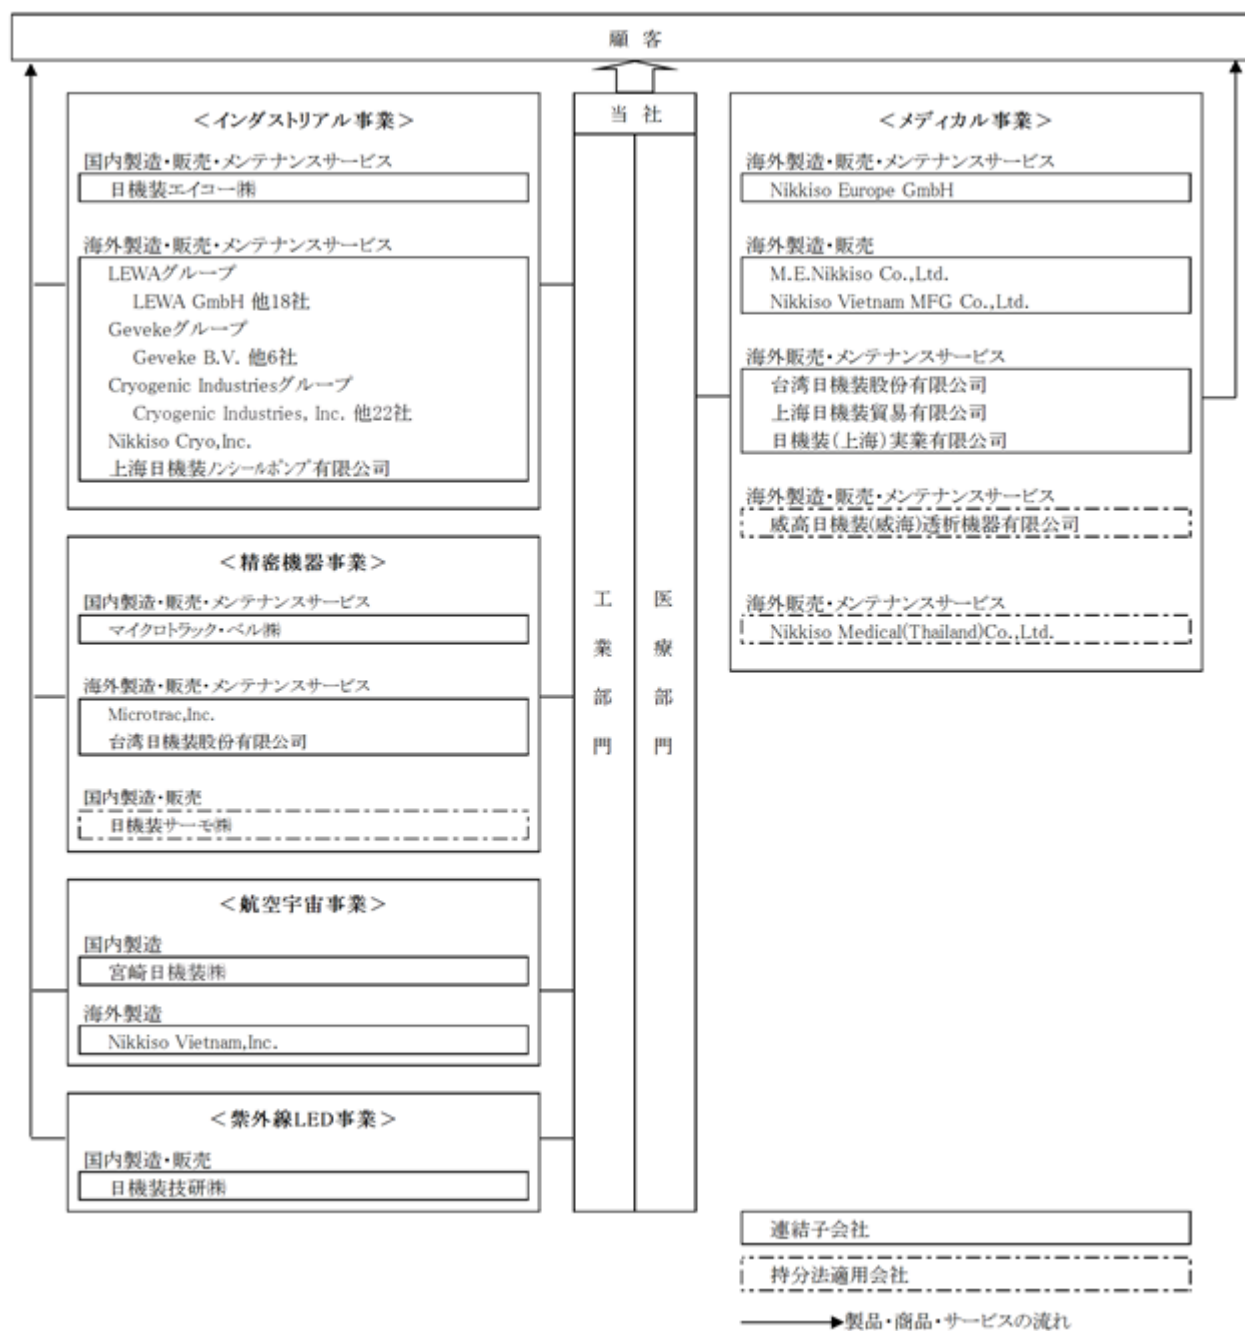 顧 客
当 社
工業部門
医療部門
＜インダストリアル事業＞
国内製造・販売・メンテナンスサービス
日機装エイコー㈱
海外製造・販売・メンテナンスサービス
LEWAグループ
LEWA GmbH 他18社
Gevekeグループ
Geveke B.V. 他6社
Cryogenic Industriesグループ
Cryogenic Industries, Inc. 他22社
Nikkiso Cryo,Inc.
上海日機装ノンシールポンプ有限公司
＜精密機器事業＞
国内製造・販売・メンテナンスサービス
マイクロトラック・ベル㈱
海外製造・販売・メンテナンスサービス
Microtrac,Inc.
台湾日機装股份有限公司
国内製造・販売
日機装サーモ㈱
＜航空宇宙事業＞
国内製造
宮崎日機装㈱
海外製造
Nikkiso Vietnam,Inc.
＜紫外線LED事業＞
国内製造・販売
日機装技研㈱
＜メディカル事業＞
海外製造・販売・メンテナンスサービス
Nikkiso Europe GmbH
海外製造・販売
M.E.Nikkiso Co.,Ltd.
Nikkiso Vietnam MFG Co.,Ltd.
海外販売・メンテナンスサービス
台湾日機装股份有限公司
上海日機装貿易有限公司
日機装(上海)実業有限公司
海外製造・販売・メンテナンスサービス
威高日機装(威海)透析機器有限公司
海外販売・メンテナンスサービス
Nikkiso Medical(Thailand)Co.,Ltd.
連結子会社
持分法適用会社
製品・商品・サービスの流れ